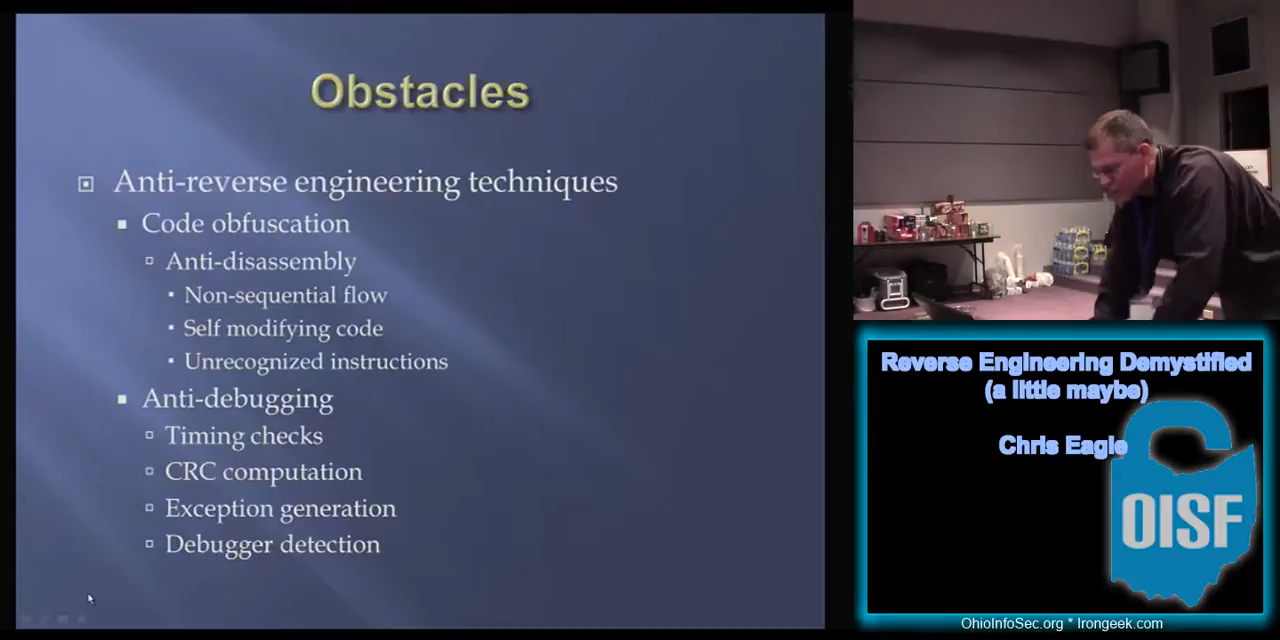 Obstacles
Anti-reverse engineering techniques
Code obfuscation
Anti-disassembly
Non-sequential flow
Self modifying code
Unrecognized instructions
Anti-debugging
Timing checks
CRC computation
Exception generation
Debugger detection
Reverse Engineering Demystified
(a little maybe)
Chris Eagle
OISF
OhioInfoSec.org * Irongeek.com